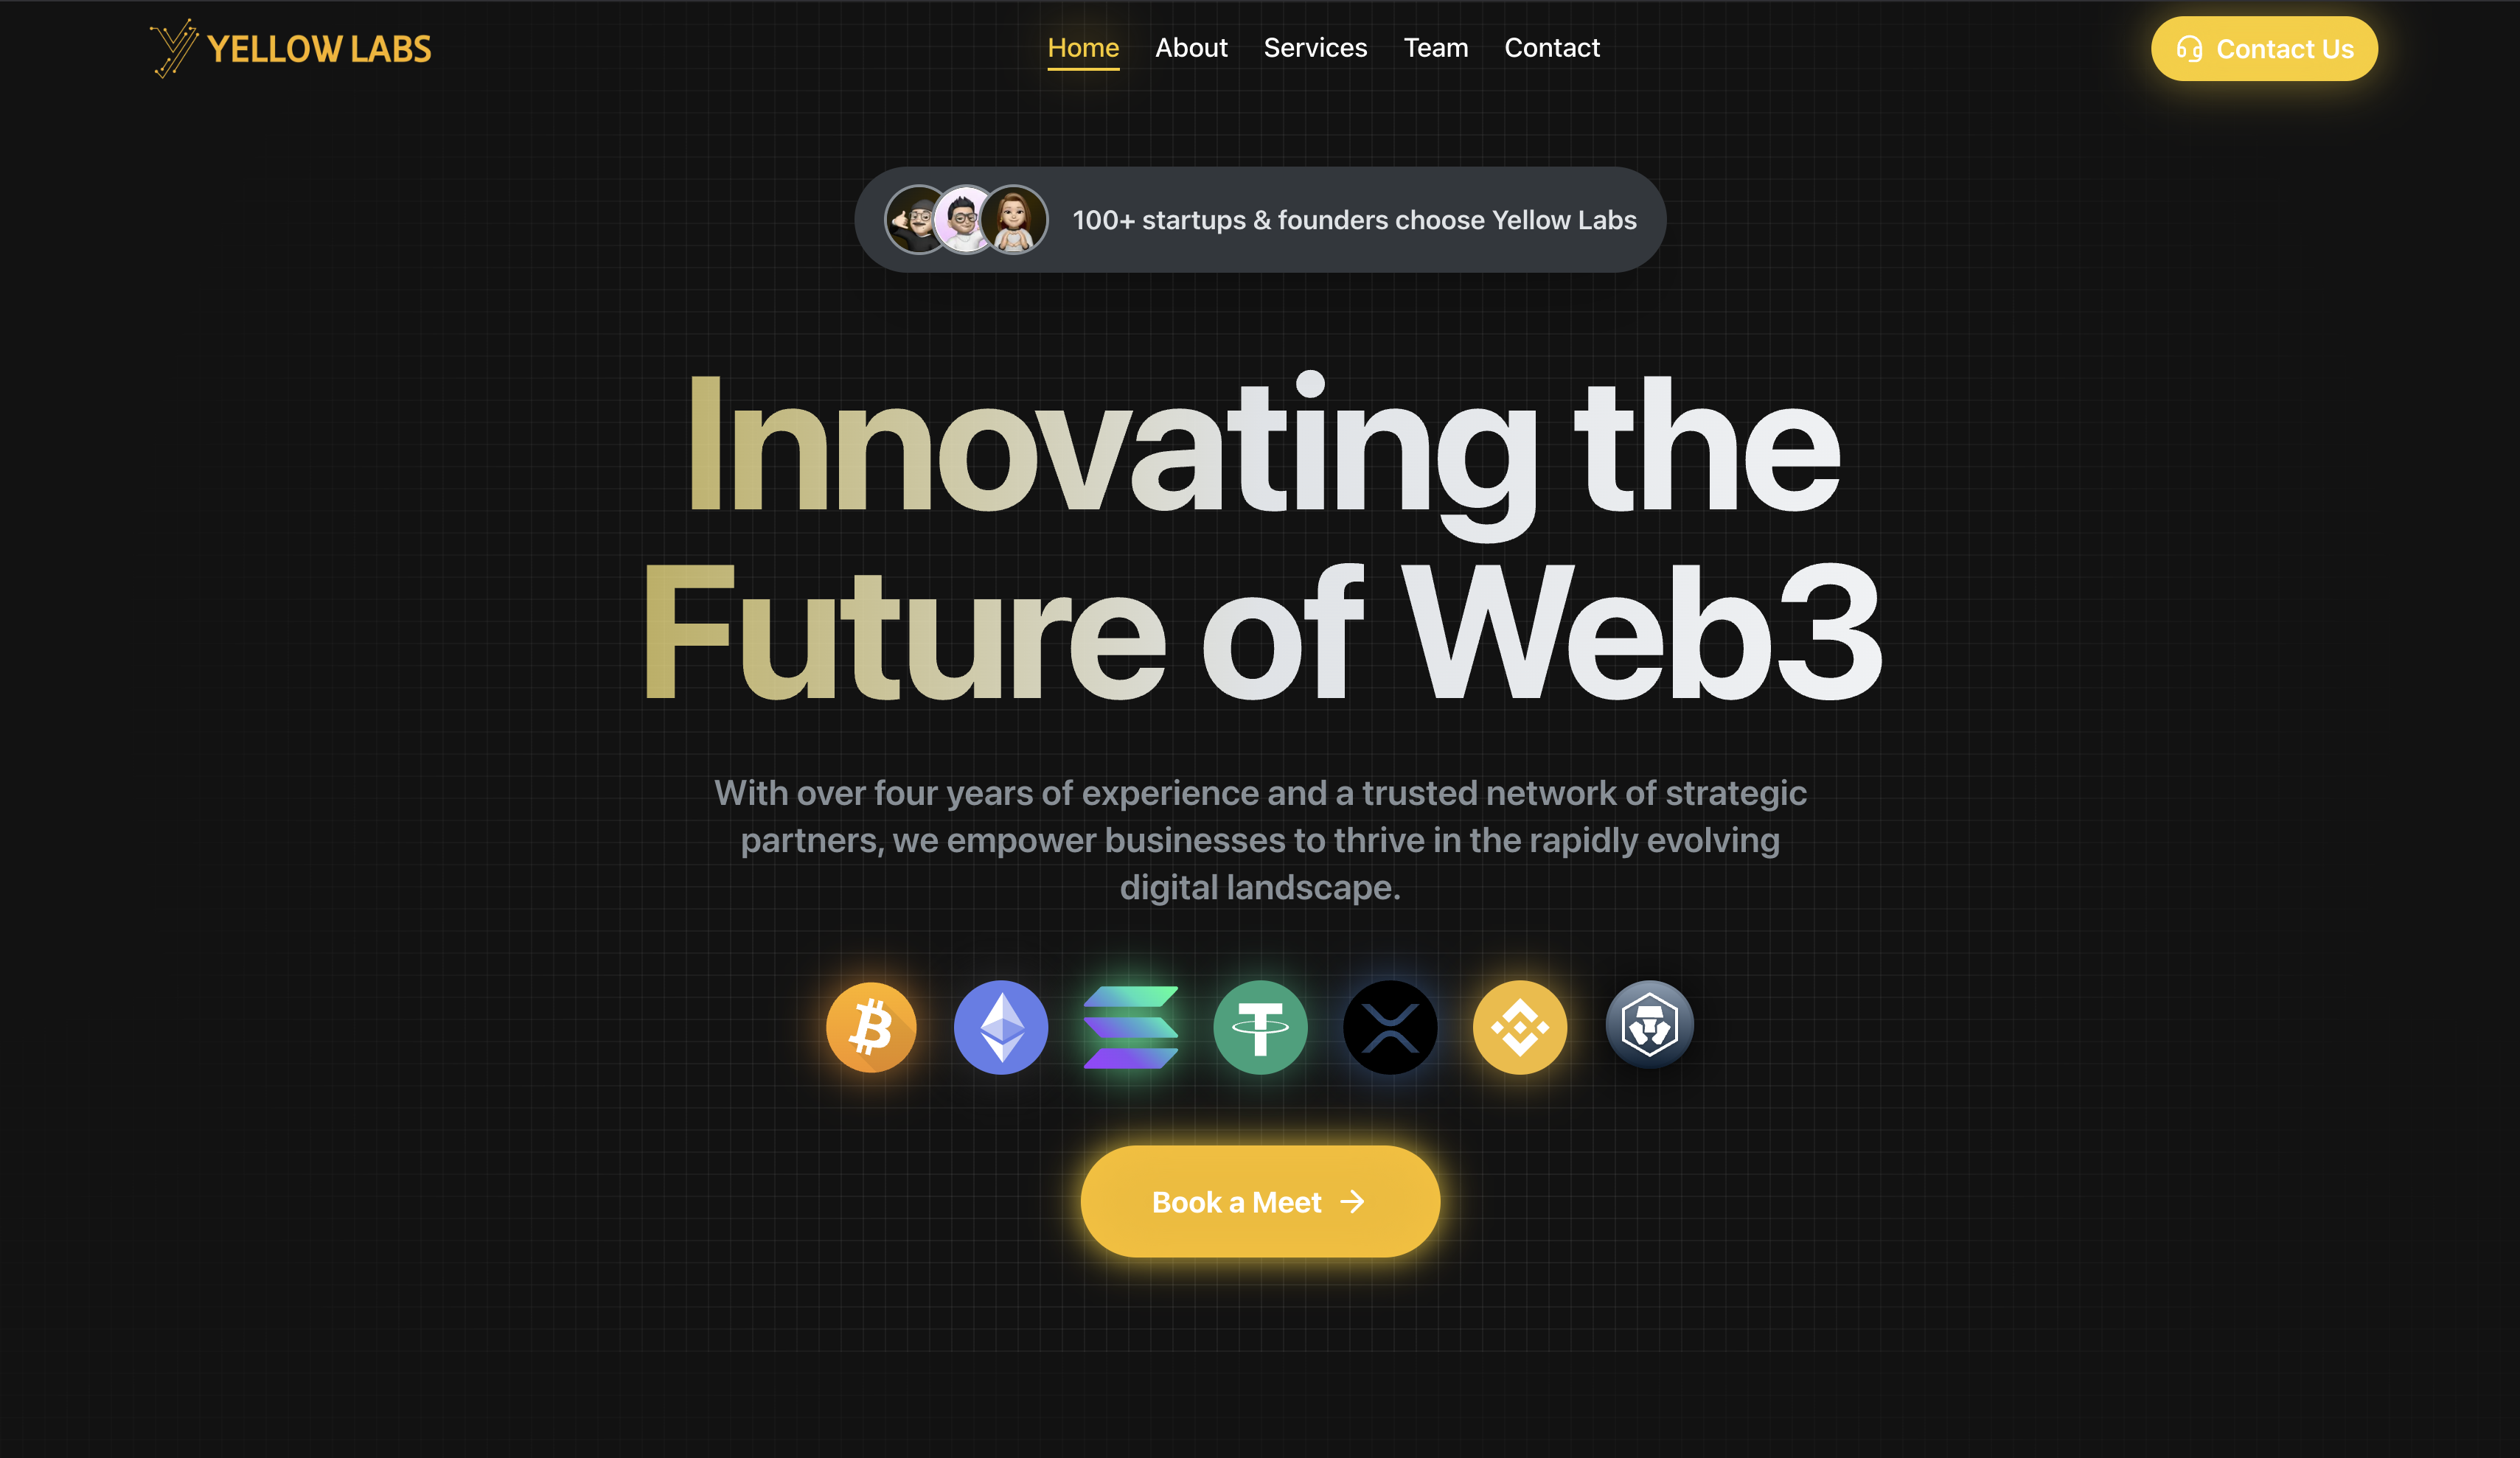 YELLOW LABS
Home About Services Team Contact
Contact Us
100+ startups & founders choose Yellow Labs
Innovating the
Future of Web3
With over four years of experience and a trusted network of strategic
partners, we empower businesses to thrive in the rapidly evolving
digital landscape.
Book a Meet